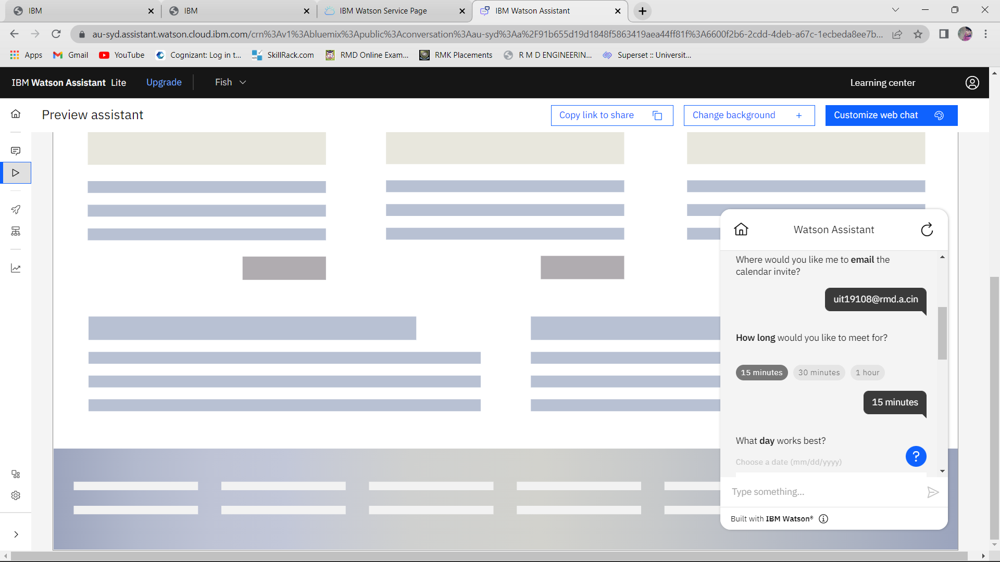 IBM
IBM
IBM Watson Service Page
IBM Watson Assistant
au-syd.assistant.watson.cloud.ibm.com/crn%3Av1%3Abluemix%3Apublic%3Aconversation%3Aau-syd%3Aa%2F91b655d19d1848f5863419aea44ff81f%3A6600f2b6-2cdd-4deb-a67c-1ecbeda8ee7b...
Apps
Gmail
YouTube
Cognizant: Log in t...
SkillRack.com
RMD Online Exam...
RMK Placements
R M D ENGINEERIN...
Superset :: Universit...
IBM Watson Assistant Lite
Upgrade
Fish
Learning center
Preview assistant
Copy link to share
Change background +
Customize web chat
Watson Assistant
Where would you like me to email the
calendar invite?
uit19108@rmd.a.cin
How long would you like to meet for?
15 minutes
30 minutes
1 hour
15 minutes
What day works best?
Choose a date (mm/dd/yyyy)
?
Type something...
Built with IBM Watson®